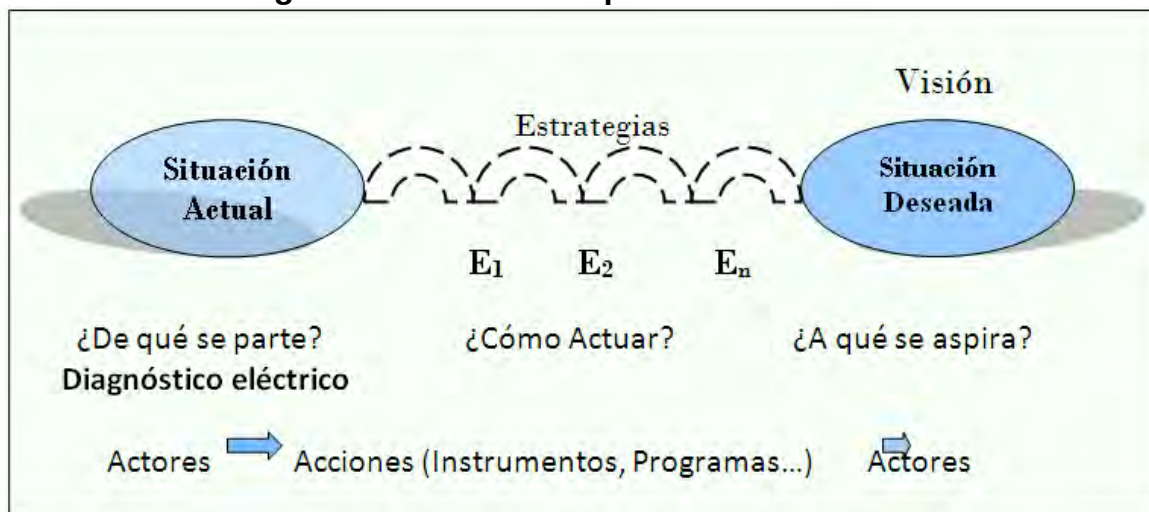 Visión
Estrategias
Situación
Actual
Situación
Deseada
E1 E2 En
¿De qué se parte? ¿Cómo Actuar? ¿A qué se aspira?
Diagnóstico eléctrico
Actores Acciones (Instrumentos, Programas...) Actores